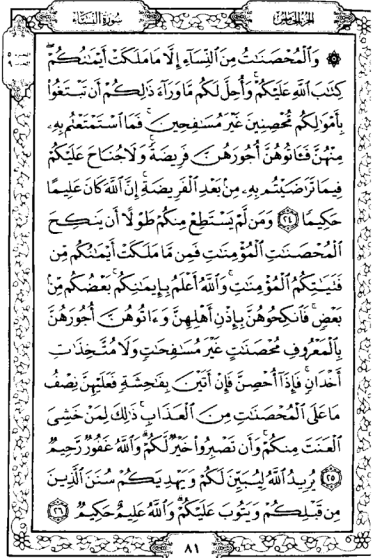 الجزء الخامس
سورة النساء
۞ وَالْمُحْصَنَاتُ مِنَ النِّسَاءِ إِلَّا مَا مَلَكَتْ أَيْمَانُكُمْ
كِتَابَ اللَّهِ عَلَيْكُمْ وَأُحِلَّ لَكُمْ مَا وَرَاءَ ذَٰلِكُمْ أَنْ تَبْتَغُوا
بِأَمْوَالِكُمْ مُحْصِنِينَ غَيْرَ مُسَافِحِينَ فَمَا اسْتَمْتَعْتُمْ بِهِ
مِنْهُنَّ فَآتُوهُنَّ أُجُورَهُنَّ فَرِيضَةً وَلَا جُنَاحَ عَلَيْكُمْ
فِيمَا تَرَاضَيْتُمْ بِهِ مِنْ بَعْدِ الْفَرِيضَةِ إِنَّ اللَّهَ كَانَ عَلِيمًا
حَكِيمًا ٢٤ وَمَنْ لَمْ يَسْتَطِعْ مِنْكُمْ طَوْلًا أَنْ يَنْكِحَ
الْمُحْصَنَاتِ الْمُؤْمِنَاتِ فَمِنْ مَا مَلَكَتْ أَيْمَانُكُمْ مِنْ
فَتَيَاتِكُمُ الْمُؤْمِنَاتِ وَاللَّهُ أَعْلَمُ بِإِيمَانِكُمْ بَعْضُكُمْ مِنْ
بَعْضٍ فَانْكِحُوهُنَّ بِإِذْنِ أَهْلِهِنَّ وَآتُوهُنَّ أُجُورَهُنَّ
بِالْمَعْرُوفِ مُحْصَنَاتٍ غَيْرَ مُسَافِحَاتٍ وَلَا مُتَّخِذَاتِ
أَخْدَانٍ فَإِذَا أُحْصِنَّ فَإِنْ أَتَيْنَ بِفَاحِشَةٍ فَعَلَيْهِنَّ نِصْفُ
مَا عَلَى الْمُحْصَنَاتِ مِنَ الْعَذَابِ ذَٰلِكَ لِمَنْ خَشِيَ
الْعَنَتَ مِنْكُمْ وَأَنْ تَصْبِرُوا خَيْرٌ لَكُمْ وَاللَّهُ غَفُورٌ رَحِيمٌ
٢٥ يُرِيدُ اللَّهُ لِيُبَيِّنَ لَكُمْ وَيَهْدِيَكُمْ سُنَنَ الَّذِينَ
مِنْ قَبْلِكُمْ وَيَتُوبَ عَلَيْكُمْ وَاللَّهُ عَلِيمٌ حَكِيمٌ ٢٦
٨١